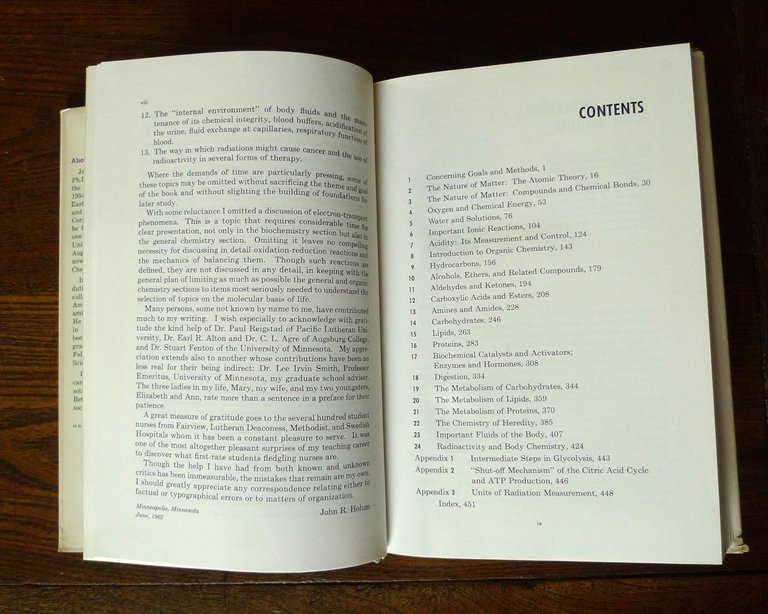 viii
12. The "internal environment" of body fluids and the main-
tenance of its chemical integrity, blood buffers, acidification of
the urine, fluid exchange at capillaries, respiratory function of
blood.
13. The way in which radiations might cause cancer and the use of
radioactivity in several forms of therapy.
Where the demands of time are particularly pressing, some of
these topics may be omitted without sacrificing the theme and goal
of the book and without slighting the building of foundations for
later study.
With some reluctance I omitted a discussion of electron-transport
phenomena. This is a topic that requires considerable time for
clear presentation, not only in the biochemistry section but also in
the general chemistry section. Omitting it leaves no compelling
necessity for discussing in detail oxidation-reduction reactions and
the mechanics of balancing them. Though such reactions are
defined, they are not discussed in any detail, in keeping with the
general plan of limiting as much as possible the general and organic
chemistry sections to items most seriously needed to understand the
selection of topics on the molecular basis of life.
Many persons, some not known by name to me, have contributed
much to my writing. I wish especially to acknowledge with grati-
tude the kind help of Dr. Paul Reigstad of Pacific Lutheran Uni-
versity, Dr. Earl R. Alton and Dr. C. L. Agre of Augsburg College,
and Dr. Stuart Fenton of the University of Minnesota. My appre-
ciation extends also to another whose contributions have been no
less real for their being indirect: Dr. Lee Irvin Smith, Professor
Emeritus, University of Minnesota, my graduate school adviser.
The three ladies in my life, Mary, my wife, and my two youngsters,
Elizabeth and Ann, rate more than a sentence in a preface for their
patience.
A great measure of gratitude goes to the several hundred student
nurses from Fairview, Lutheran Deaconess, Methodist, and Swedish
Hospitals whom it has been a constant pleasure to serve. It was
one of the most altogether pleasant surprises of my teaching career
to discover what first-rate students fledgling nurses are.
Though the help I have had from both known and unknown
critics has been immeasurable, the mistakes that remain are my own.
I should greatly appreciate any correspondence relating either to
factual or typographical errors or to matters of organization.
John R. Holum
Minneapolis, Minnesota
June, 1962
CONTENTS
1 Concerning Goals and Methods, 1
2 The Nature of Matter: The Atomic Theory, 16
3 The Nature of Matter: Compounds and Chemical Bonds, 30
4 Oxygen and Chemical Energy, 53
5 Water and Solutions, 76
6 Important Ionic Reactions, 104
7 Acidity: Its Measurement and Control, 124
8 Introduction to Organic Chemistry, 143
9 Hydrocarbons, 156
10 Alcohols, Ethers, and Related Compounds, 179
11 Aldehydes and Ketones, 194
12 Carboxylic Acids and Esters, 208
13 Amines and Amides, 228
14 Carbohydrates, 246
15 Lipids, 263
16 Proteins, 283
17 Biochemical Catalysts and Activators;
Enzymes and Hormones, 308
18 Digestion, 334
19 The Metabolism of Carbohydrates, 344
20 The Metabolism of Lipids, 359
21 The Metabolism of Proteins, 370
22 The Chemistry of Heredity, 385
23 Important Fluids of the Body, 407
24 Radioactivity and Body Chemistry, 424
Appendix 1 Intermediate Steps in Glycolysis, 443
Appendix 2 "Shut-off Mechanism" of the Citric Acid Cycle
and ATP Production, 446
Appendix 3 Units of Radiation Measurement, 448
Index, 451
ix